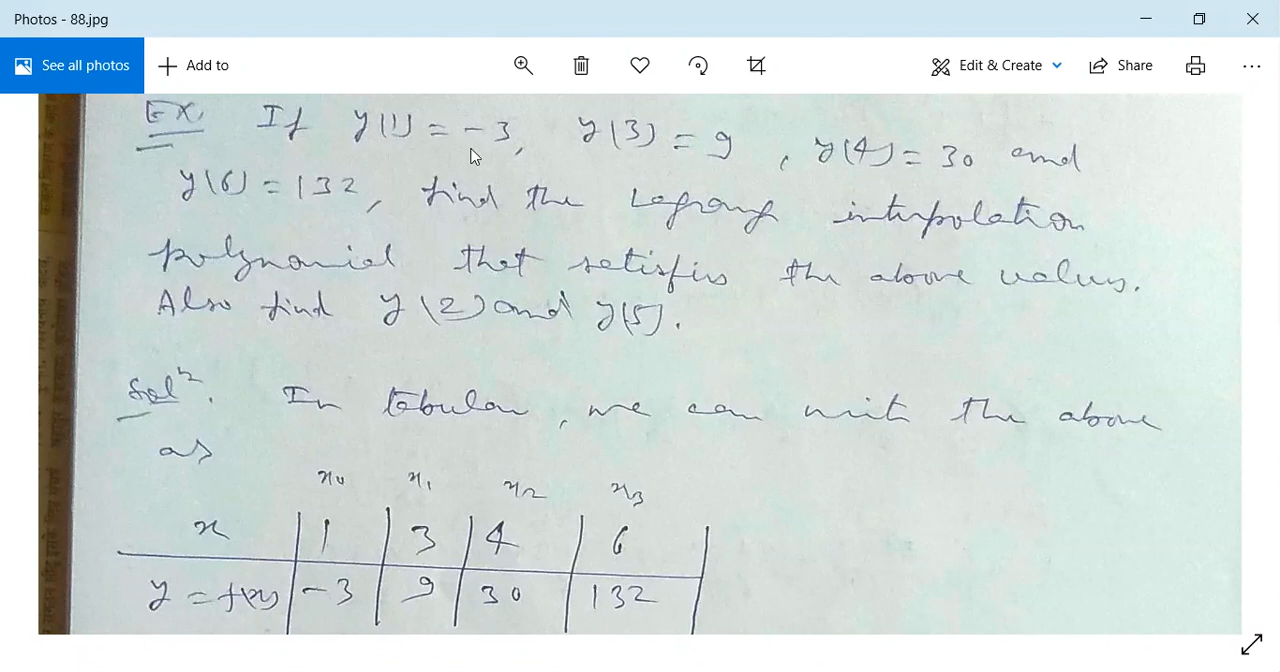 Photos - 88.jpg
See all photos
Add to
Edit & Create
Share
Ex. If y(1) = -3, y(3) = 9, y(4) = 30 and
y(6) = 132, find the Lagrang interpolation
polynomial that satisfies the above values.
Also find y(2) and y(5).
Sol^n. In tabular, we can write the above
as
x0 x1 x2 x3
x 1 3 4 6
y = f(x) -3 9 30 132